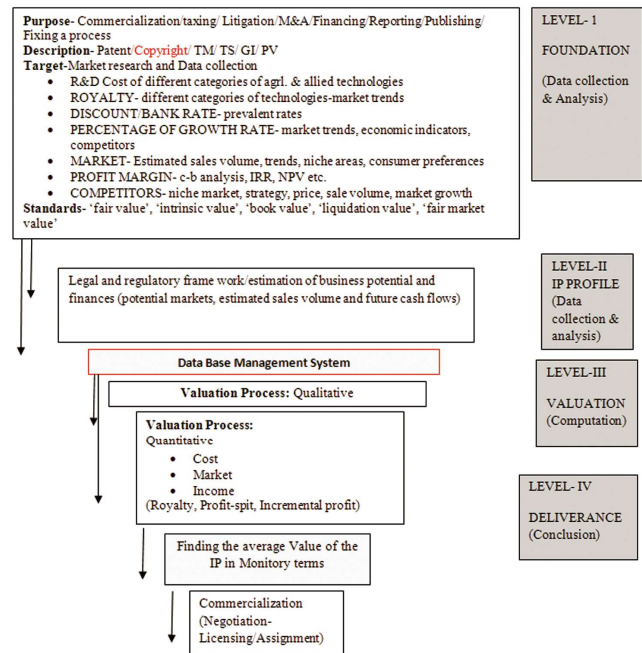 Purpose- Commercialization/taxing/ Litigation/M&A/Financing/Reporting/Publishing/
Fixing a process
Description- Patent/Copyright/ TM/ TS/ GI/ PV
Target-Market research and Data collection
• R&D Cost of different categories of agrl. & allied technologies
• ROYALTY- different categories of technologies-market trends
• DISCOUNT/BANK RATE- prevalent rates
• PERCENTAGE OF GROWTH RATE- market trends, economic indicators,
competitors
• MARKET- Estimated sales volume, trends, niche areas, consumer preferences
• PROFIT MARGIN- c-b analysis, IRR, NPV etc.
• COMPETITORS- niche market, strategy, price, sale volume, market growth
Standards- ‘fair value’, ‘intrinsic value’, ‘book value’, ‘liquidation value’, ‘fair market
value’
LEVEL- 1
FOUNDATION
(Data collection
& Analysis)
Legal and regulatory frame work/estimation of business potential and
finances (potential markets, estimated sales volume and future cash flows)
LEVEL-II
IP PROFILE
(Data
collection &
analysis)
Data Base Management System
Valuation Process: Qualitative
LEVEL-III
VALUATION
(Computation)
Valuation Process:
Quantitative
• Cost
• Market
• Income
(Royalty, Profit-spit, Incremental profit)
LEVEL- IV
DELIVERANCE
(Conclusion)
Finding the average Value of the
IP in Monitory terms
Commercialization
(Negotiation-
Licensing/Assignment)